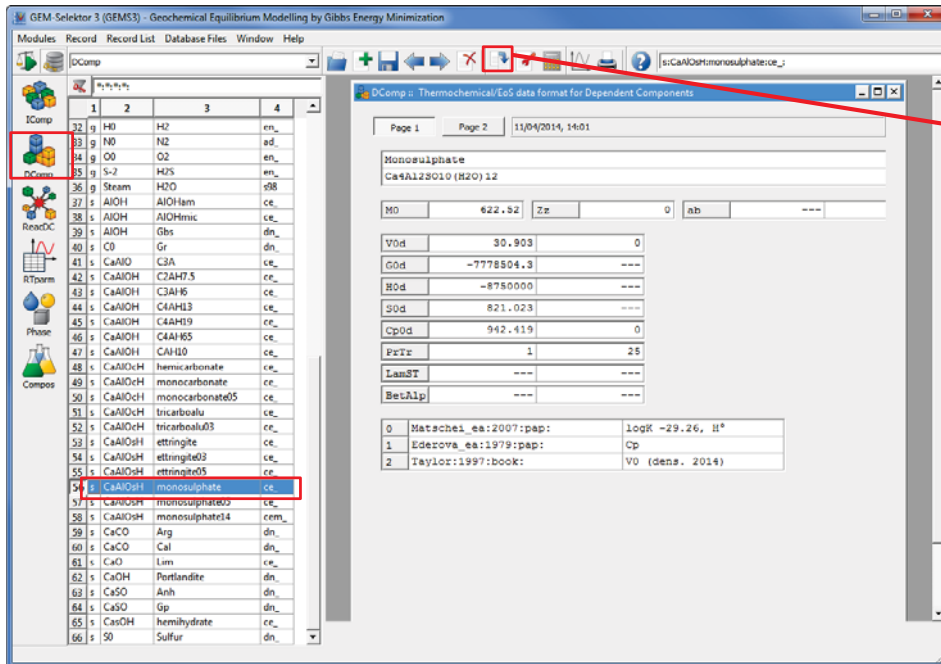 GEM-Selektor 3 (GEMS3) - Geochemical Equilibrium Modelling by Gibbs Energy Minimization
Modules Record Record List Database Files Window Help
DComp
s:CaAlOsH:monosulphate:ce_:
*:*:*:*:
IComp
DComp
ReacDC
RTparm
Phase
Compos
1 2 3 4
32 g H0 H2 en_
33 g N0 N2 ad_
34 g O0 O2 en_
35 g S-2 H2S en_
36 g Steam H2O s98
37 s AlOH AlOHam ce_
38 s AlOH AlOHmic ce_
39 s AlOH Gbs dn_
40 s C0 Gr dn_
41 s CaAlO C3A ce_
42 s CaAlOH C2AH7.5 ce_
43 s CaAlOH C3AH6 ce_
44 s CaAlOH C4AH13 ce_
45 s CaAlOH C4AH19 ce_
46 s CaAlOH C4AH65 ce_
47 s CaAlOH CAH10 ce_
48 s CaAlOcH hemicarbonate ce_
49 s CaAlOcH monocarbonate ce_
50 s CaAlOcH monocarbonate05 ce_
51 s CaAlOcH tricarboalu ce_
52 s CaAlOcH tricarboalu03 ce_
53 s CaAlOsH ettringite ce_
54 s CaAlOsH ettringite03 ce_
55 s CaAlOsH ettringite05 ce_
56 s CaAlOsH monosulphate ce_
57 s CaAlOsH monosulphate05 ce_
58 s CaAlOsH monosulphate14 cem_
59 s CaCO Arg dn_
60 s CaCO Cal dn_
61 s CaO Lim ce_
62 s CaOH Portlandite dn_
63 s CaSO Anh dn_
64 s CaSO Gp dn_
65 s CasOH hemihydrate ce_
66 s S0 Sulfur dn_
DComp :: Thermochemical/EoS data format for Dependent Components
Page 1 Page 2 11/04/2014, 14:01
Monosulphate
Ca4Al2SO10(H2O)12
M0 622.52 Zz 0 ab ---
V0d 30.903 0
G0d -7778504.3 ---
H0d -8750000 ---
S0d 821.023 ---
Cp0d 942.419 0
PrTr 1 25
LamST --- ---
BetAlp --- ---
0 Matschei_ea:2007:pap: logK -29.26, H°
1 Ederova_ea:1979:pap: Cp
2 Taylor:1997:book: V0 (dens. 2014)